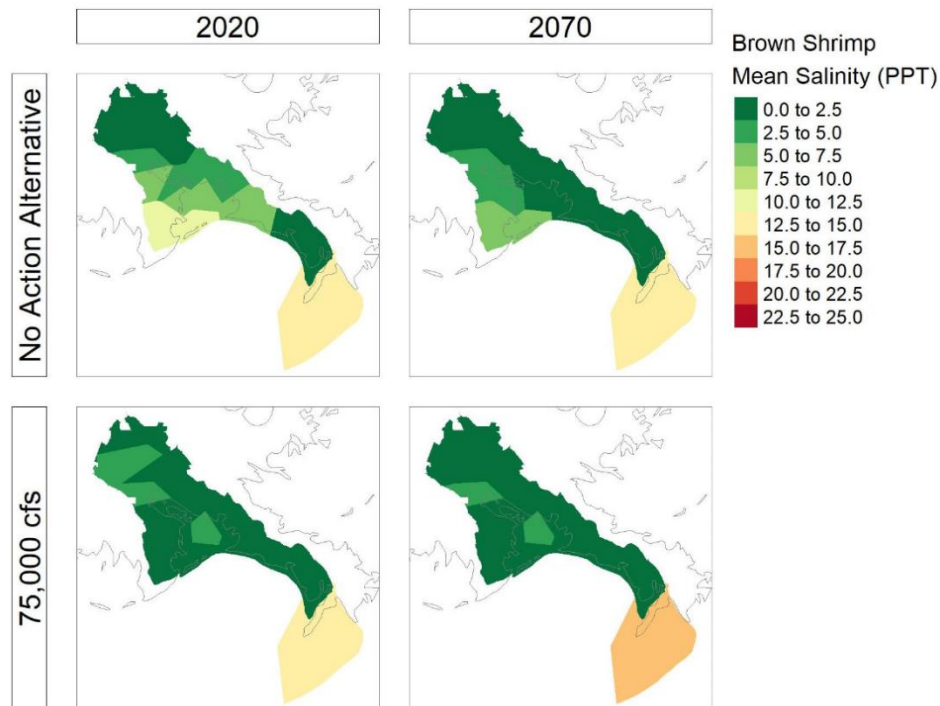 2020
2070
Brown Shrimp
Mean Salinity (PPT)
0.0 to 2.5
2.5 to 5.0
5.0 to 7.5
7.5 to 10.0
10.0 to 12.5
12.5 to 15.0
15.0 to 17.5
17.5 to 20.0
20.0 to 22.5
22.5 to 25.0
No Action Alternative
75,000 cfs